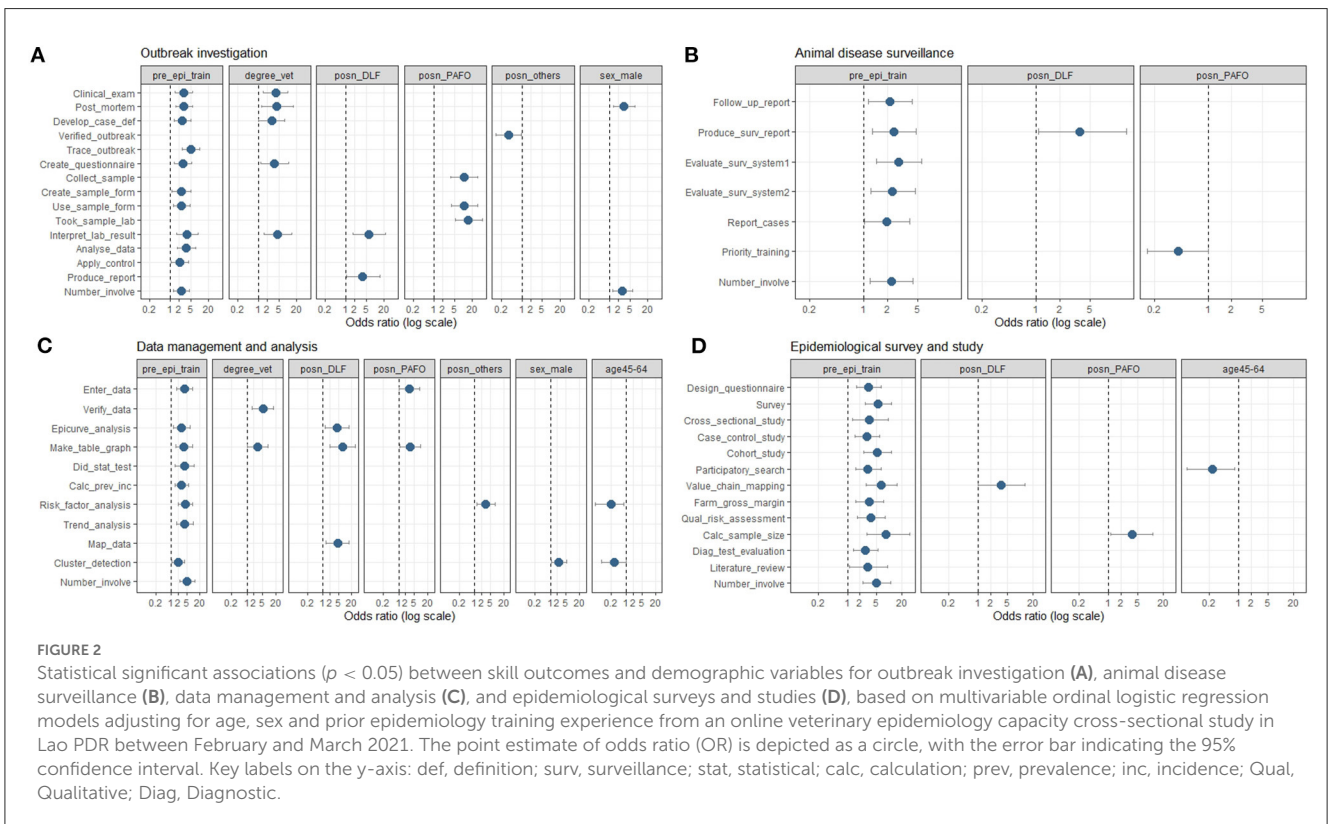 A
Outbreak investigation
pre_epi_train degree_vet posn_DLF posn_PAFO posn_others sex_male
Clinical_exam
Post_mortem
Develop_case_def
Verified_outbreak
Trace_outbreak
Create_questionnaire
Collect_sample
Create_sample_form
Use_sample_form
Took_sample_lab
Interpret_lab_result
Analyse_data
Apply_control
Produce_report
Number_involve
0.2 1 2 5 20 0.2 1 2 5 20 0.2 1 2 5 20 0.2 1 2 5 20 0.2 1 2 5 20 0.2 1 2 5 20
Odds ratio (log scale)
B
Animal disease surveillance
pre_epi_train posn_DLF posn_PAFO
Follow_up_report
Produce_surv_report
Evaluate_surv_system1
Evaluate_surv_system2
Report_cases
Priority_training
Number_involve
0.2 1 2 5 0.2 1 2 5 0.2 1 2 5
Odds ratio (log scale)
C
Data management and analysis
pre_epi_train degree_vet posn_DLF posn_PAFO posn_others sex_male age45-64
Enter_data
Verify_data
Epicurve_analysis
Make_table_graph
Did_stat_test
Calc_prev_inc
Risk_factor_analysis
Trend_analysis
Map_data
Cluster_detection
Number_involve
0.2 1 2 5 20 0.2 1 2 5 20 0.2 1 2 5 20 0.2 1 2 5 20 0.2 1 2 5 20 0.2 1 2 5 20 0.2 1 2 5 20
Odds ratio (log scale)
D
Epidemiological survey and study
pre_epi_train posn_DLF posn_PAFO age45-64
Design_questionnaire
Survey
Cross_sectional_study
Case_control_study
Cohort_study
Participatory_search
Value_chain_mapping
Farm_gross_margin
Qual_risk_assessment
Calc_sample_size
Diag_test_evaluation
Literature_review
Number_involve
0.2 1 2 5 20 0.2 1 2 5 20 0.2 1 2 5 20 0.2 1 2 5 20
Odds ratio (log scale)
FIGURE 2
Statistical significant associations (p < 0.05) between skill outcomes and demographic variables for outbreak investigation (A), animal disease
surveillance (B), data management and analysis (C), and epidemiological surveys and studies (D), based on multivariable ordinal logistic regression
models adjusting for age, sex and prior epidemiology training experience from an online veterinary epidemiology capacity cross-sectional study in
Lao PDR between February and March 2021. The point estimate of odds ratio (OR) is depicted as a circle, with the error bar indicating the 95%
confidence interval. Key labels on the y-axis: def, definition; surv, surveillance; stat, statistical; calc, calculation; prev, prevalence; inc, incidence; Qual,
Qualitative; Diag, Diagnostic.